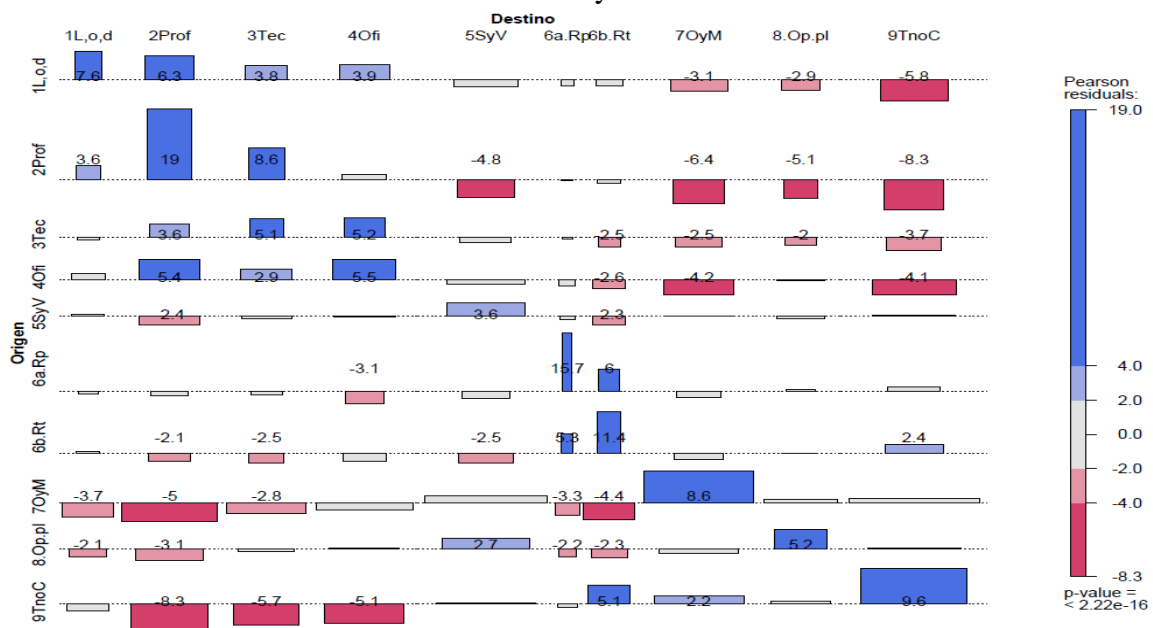 Destino
1L,o,d 2Prof 3Tec 4Ofi 5SyV 6a.Rp 6b.Rt 7OyM 8.Op.pl 9TnoC
Origen
1L,o,d 7.6 6.3 3.8 3.9 -3.1 -2.9 -5.8
2Prof 3.6 19 8.6 -4.8 -6.4 -5.1 -8.3
3Tec 3.6 5.1 5.2 -2.5 -2.5 -2 -3.7
4Ofi 5.4 2.9 5.5 -2.6 -4.2 -4.1
5SyV -2.4 3.6 -2.3
6a.Rp -3.1 15.7 6
6b.Rt -2.1 -2.5 -2.5 5.3 11.4 2.4
7OyM -3.7 -5 -2.8 -3.3 -4.4 8.6
8.Op.pl -2.1 -3.1 2.7 -2.2 -2.3 5.2
9TnoC -8.3 -5.7 -5.1 5.1 2.2 9.6
Pearson
residuals:
19.0
4.0
2.0
0.0
-2.0
-4.0
-8.3
p-value =
< 2.22e-16